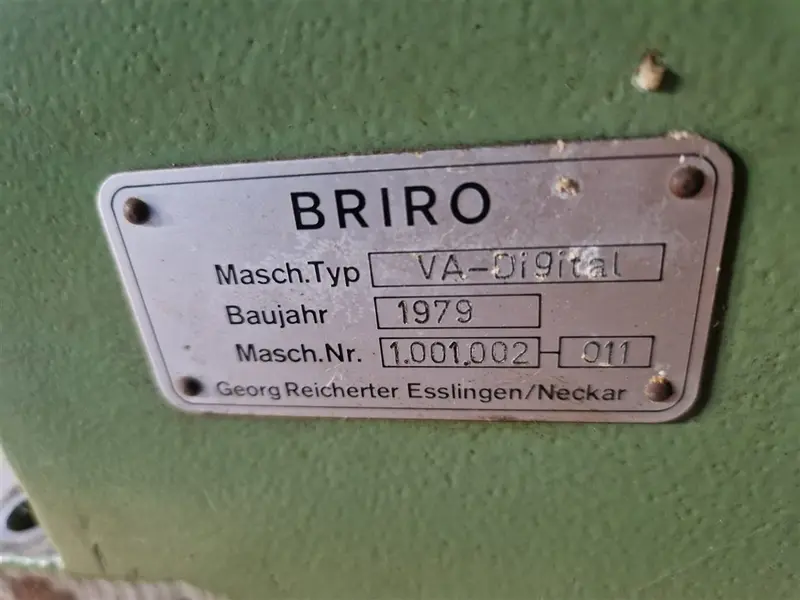 BRIRO
Masch.Typ VA-Digital
Baujahr 1979
Masch.Nr. 1.001.002-011
Georg Reicherter Esslingen/Neckar